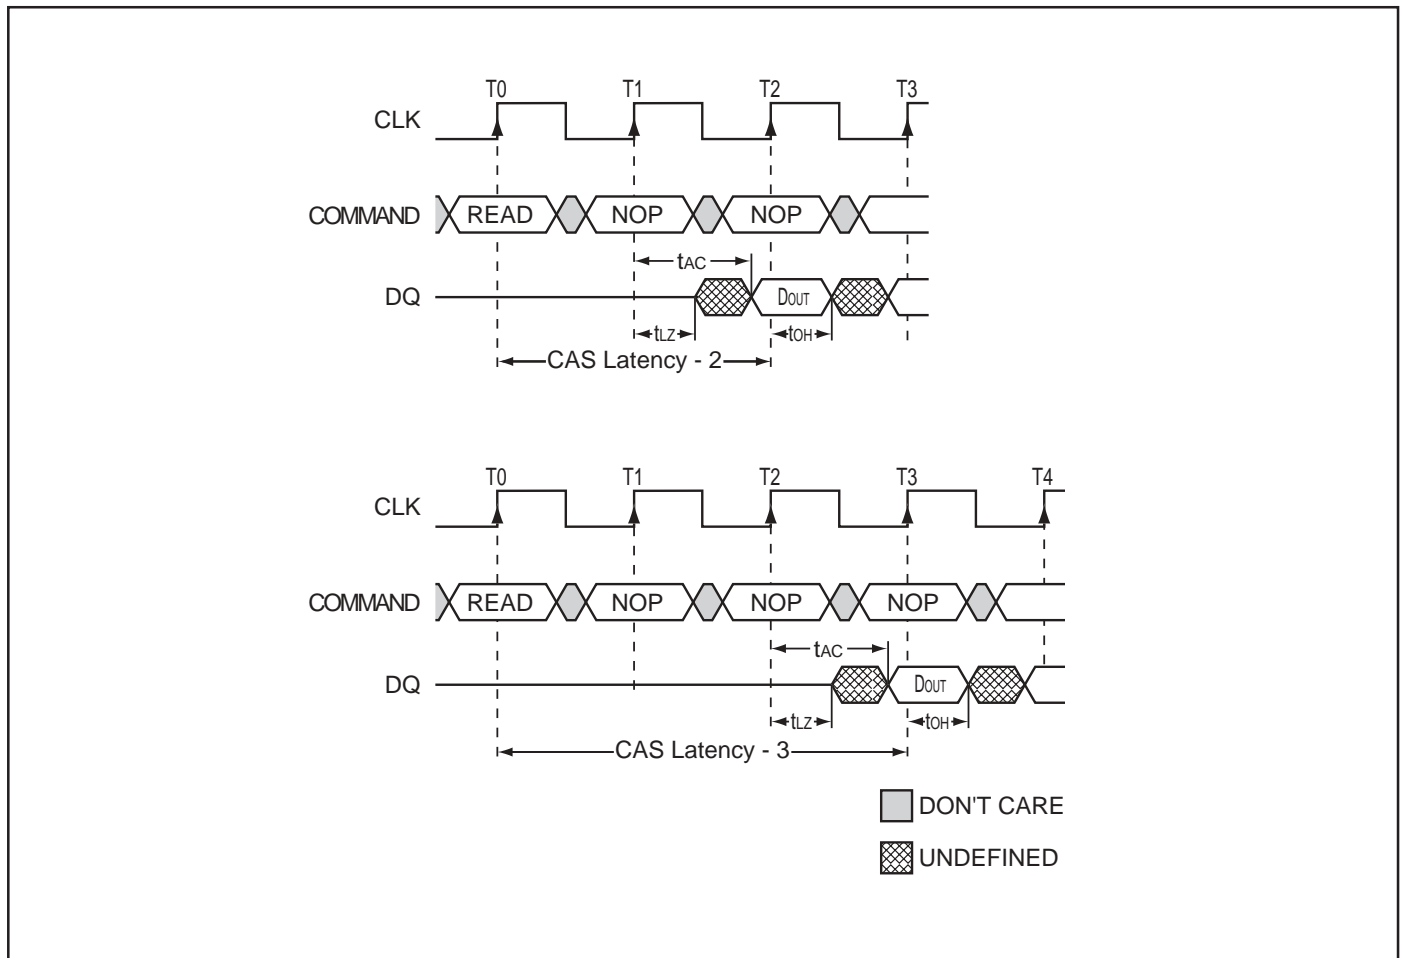 T0 T1 T2 T3
CLK
COMMAND READ NOP NOP
tAC
DQ DOUT
tLZ tOH
CAS Latency - 2
T0 T1 T2 T3 T4
CLK
COMMAND READ NOP NOP NOP
tAC
DQ DOUT
tLZ tOH
CAS Latency - 3
DON'T CARE
UNDEFINED